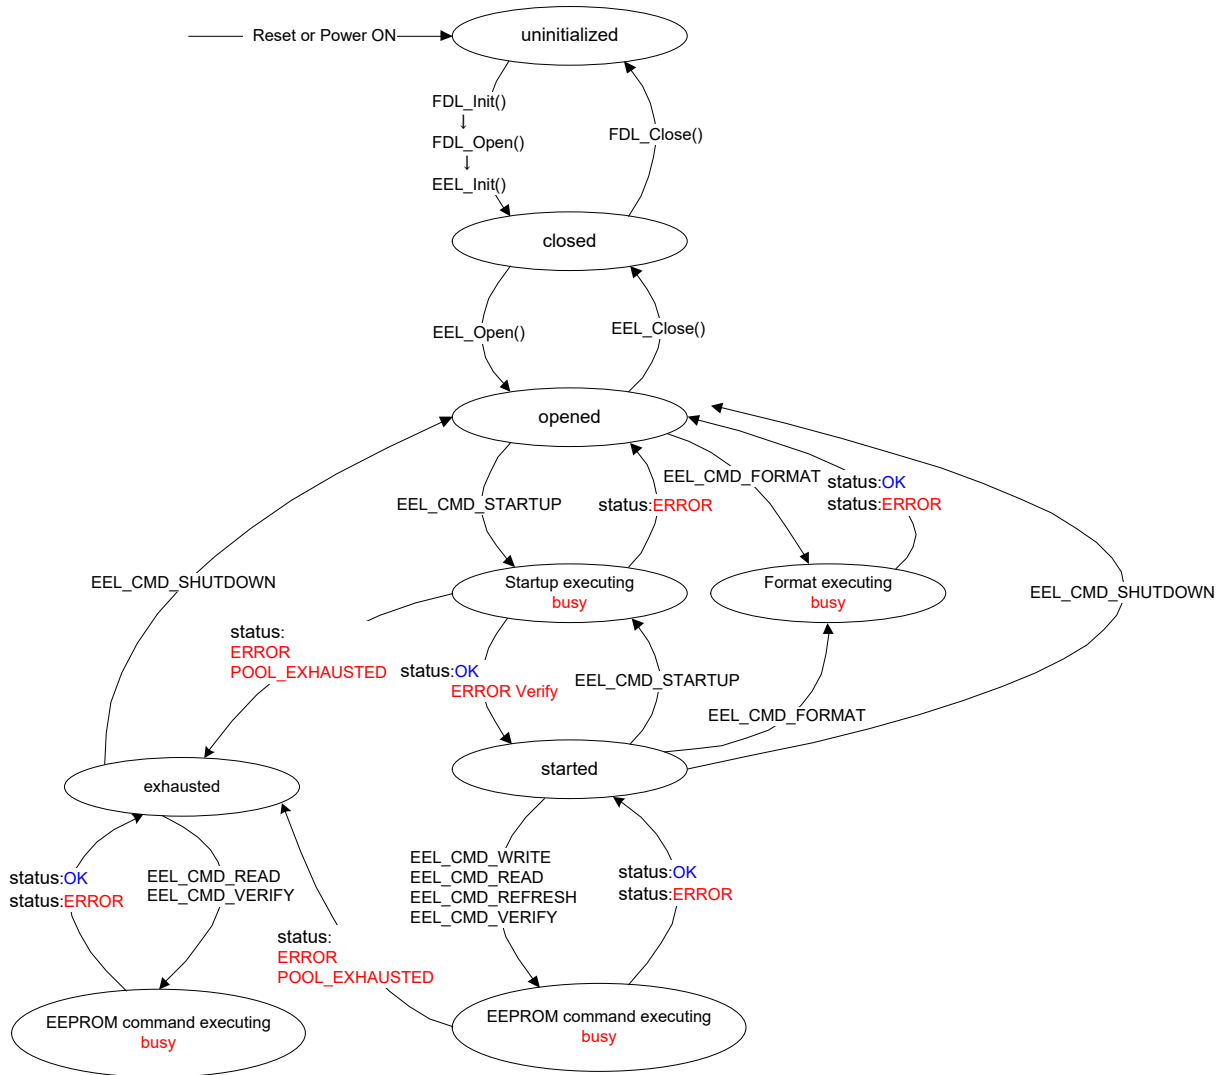 Reset or Power ON
uninitialized
FDL_Init()
↓
FDL_Open()
↓
EEL_Init()
FDL_Close()
closed
EEL_Open()
EEL_Close()
opened
EEL_CMD_STARTUP
status:ERROR
EEL_CMD_FORMAT
status:OK
status:ERROR
EEL_CMD_SHUTDOWN
Startup executing
busy
Format executing
busy
EEL_CMD_SHUTDOWN
status:
ERROR
POOL_EXHAUSTED
status:OK
ERROR Verify
EEL_CMD_STARTUP
EEL_CMD_FORMAT
exhausted
started
status:OK
status:ERROR
EEL_CMD_READ
EEL_CMD_VERIFY
EEL_CMD_WRITE
EEL_CMD_READ
EEL_CMD_REFRESH
EEL_CMD_VERIFY
status:OK
status:ERROR
status:
ERROR
POOL_EXHAUSTED
EEPROM command executing
busy
EEPROM command executing
busy